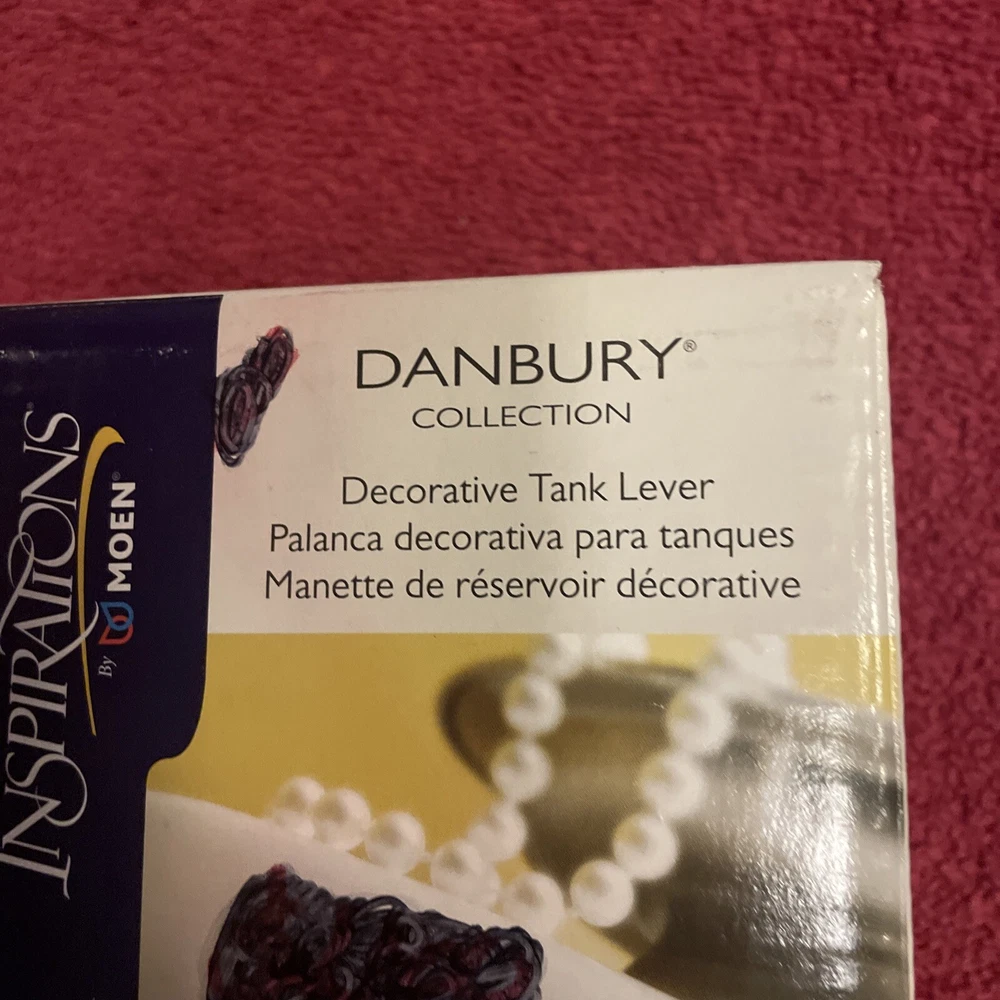 DANBURY®
COLLECTION
Decorative Tank Lever
Palanca decorativa para tanques
Manette de réservoir décorative
INSPIRATIONS
By MOEN®